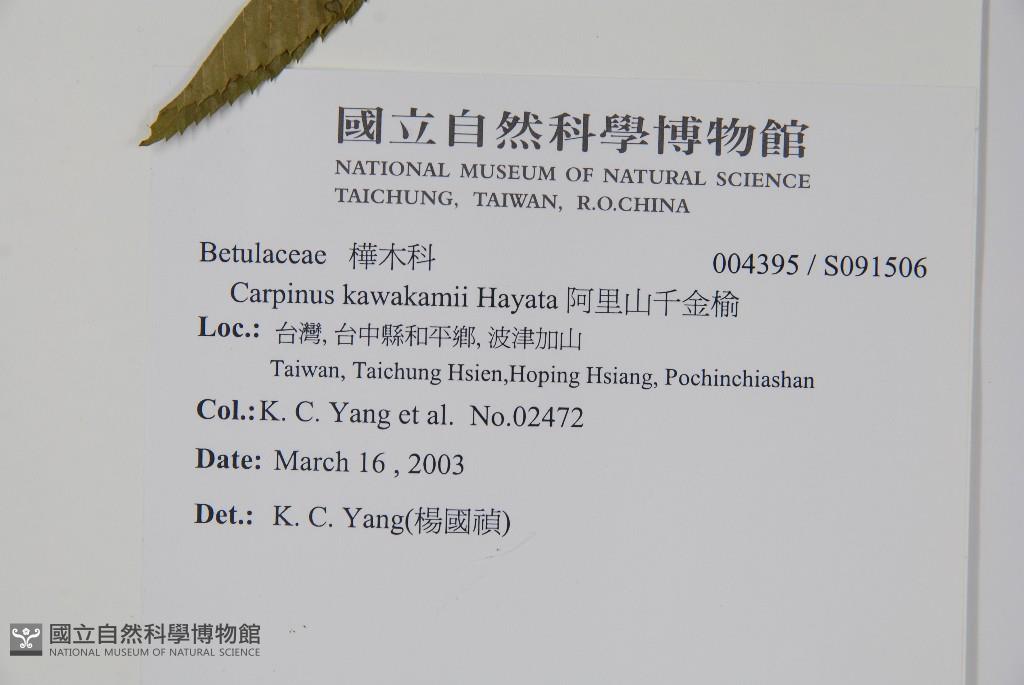 國立自然科學博物館
NATIONAL MUSEUM OF NATURAL SCIENCE
TAICHUNG, TAIWAN, R.O.CHINA
Betulaceae 樺木科 004395 / S091506
Carpinus kawakamii Hayata 阿里山千金榆
Loc.: 台灣, 台中縣和平鄉, 波津加山
Taiwan, Taichung Hsien,Hoping Hsiang, Pochinchiashan
Col.:K. C. Yang et al. No.02472
Date: March 16 , 2003
Det.: K. C. Yang(楊國禎)
國立自然科學博物館
NATIONAL MUSEUM OF NATURAL SCIENCE